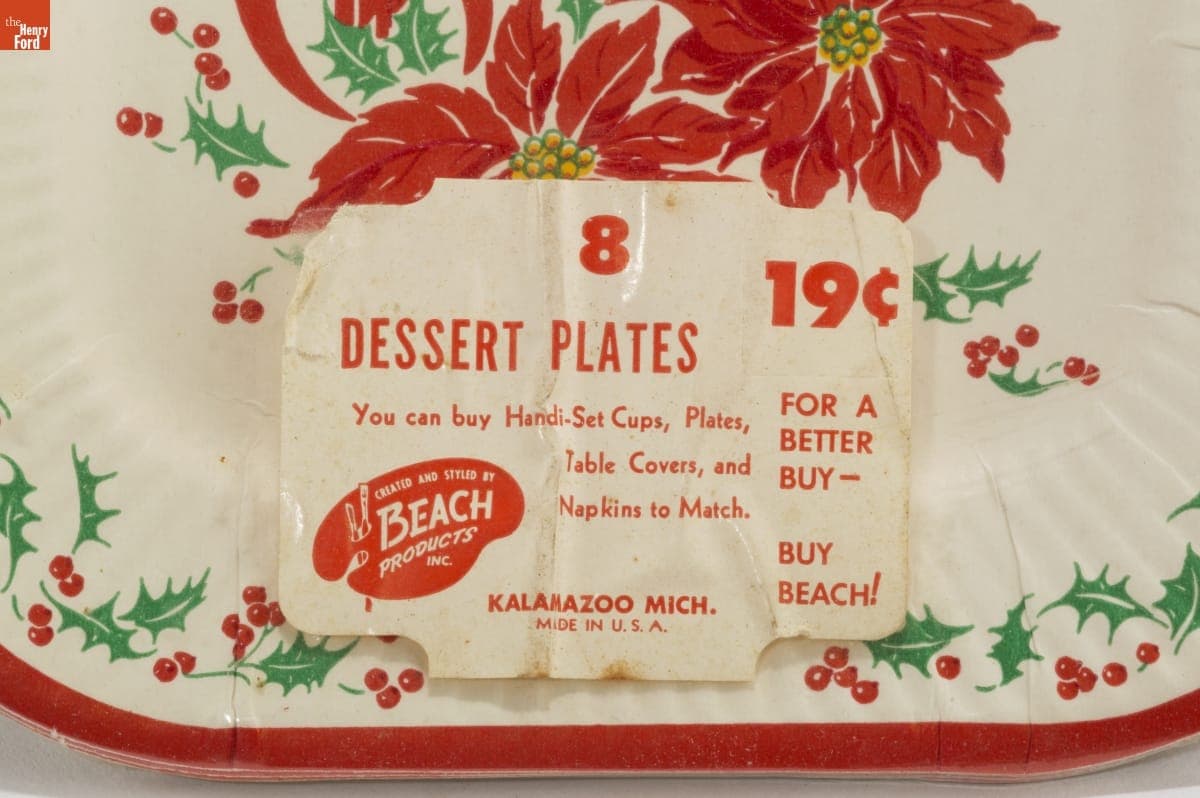 the
Henry
Ford
8
19¢
DESSERT PLATES
You can buy Handi-Set Cups, Plates,
Table Covers, and
Napkins to Match.
FOR A
BETTER
BUY—
BUY
BEACH!
CREATED AND STYLED BY
BEACH
PRODUCTS
INC.
KALAMAZOO MICH.
MADE IN U. S. A.